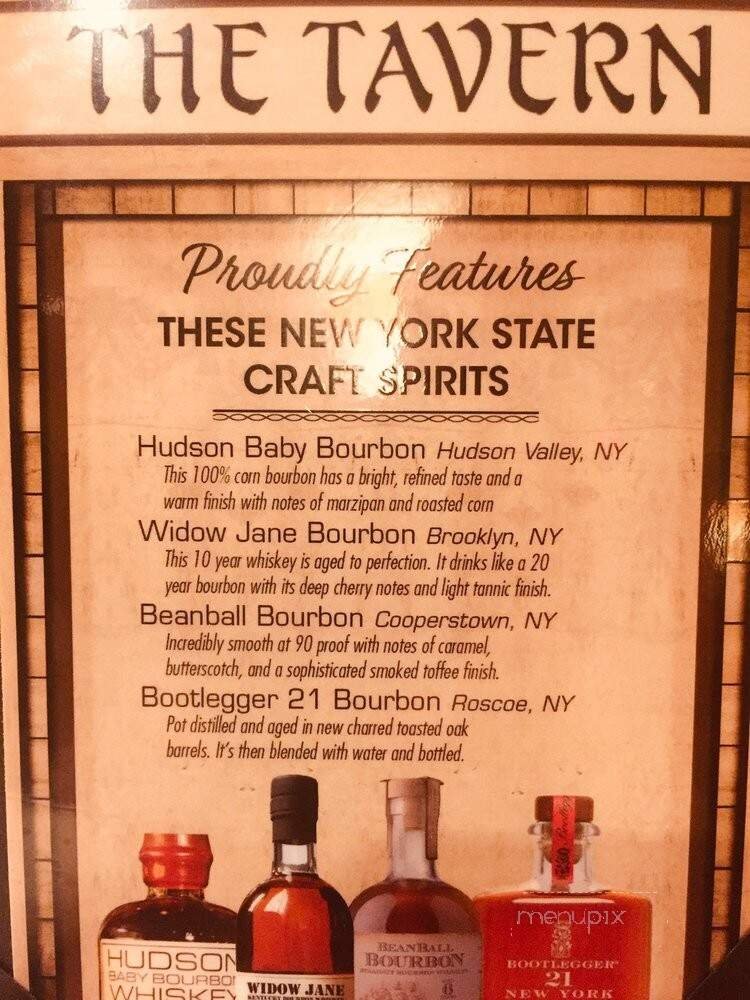 THE TAVERN
Proudly Features
THESE NEW YORK STATE
CRAFT SPIRITS
Hudson Baby Bourbon Hudson Valley, NY
This 100% corn bourbon has a bright, refined taste and a
warm finish with notes of marzipan and roasted corn
Widow Jane Bourbon Brooklyn, NY
This 10 year whiskey is aged to perfection. It drinks like a 20
year bourbon with its deep cherry notes and light tannic finish.
Beanball Bourbon Cooperstown, NY
Incredibly smooth at 90 proof with notes of caramel,
butterscotch, and a sophisticated smoked toffee finish.
Bootlegger 21 Bourbon Roscoe, NY
Pot distilled and aged in new charred toasted oak
barrels. It's then blended with water and bottled.
HUDSON
BABY BOURBON
WHISKEY
WIDOW JANE
KENTUCKY BOURBON WHISKEY
BEANBALL
BOURBON
STRAIGHT BOURBON WHISKEY
menupix
BOOTLEGGER
21
NEW YORK